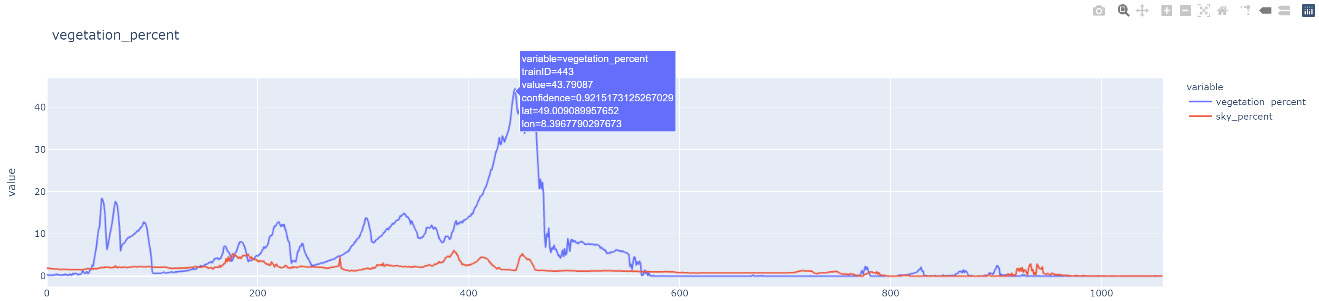 vegetation_percent
variable=vegetation_percent
trainID=443
value=43.79087
confidence=0.9215173125267029
lat=49.009089957652
lon=8.3967790297673
variable
vegetation_percent
sky_percent
value
40
30
20
10
0
0
200
400
600
800
1000